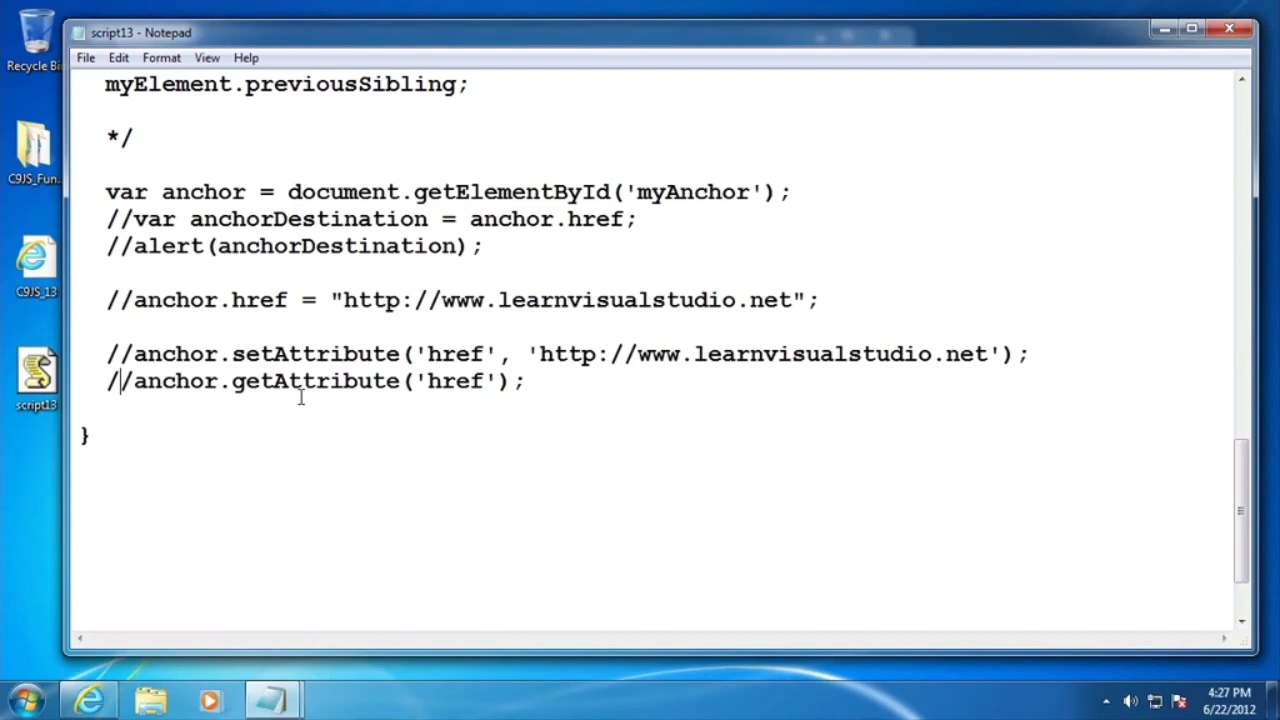 Recycle Bi
script13 - Notepad
File Edit Format View Help
myElement.previousSibling;
*/
var anchor = document.getElementById('myAnchor');
//var anchorDestination = anchor.href;
//alert(anchorDestination);
//anchor.href = "http://www.learnvisualstudio.net";
//anchor.setAttribute('href', 'http://www.learnvisualstudio.net');
//anchor.getAttribute('href');
}
C9JS_Fun...
C9JS_13
script13
4:27 PM
6/22/2012